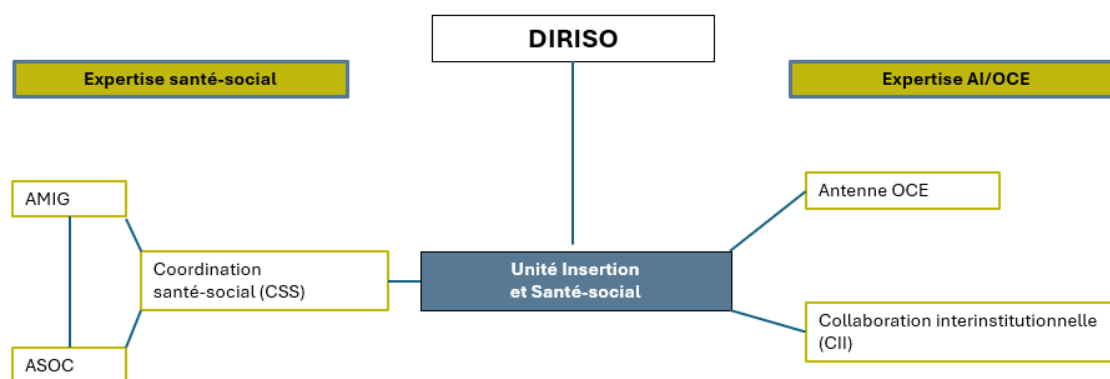 DIRISO
Expertise santé-social
Expertise AI/OCE
AMIG
Antenne OCE
Coordination
santé-social (CSS)
Unité Insertion
et Santé-social
Collaboration interinstitutionnelle
(CII)
ASOC